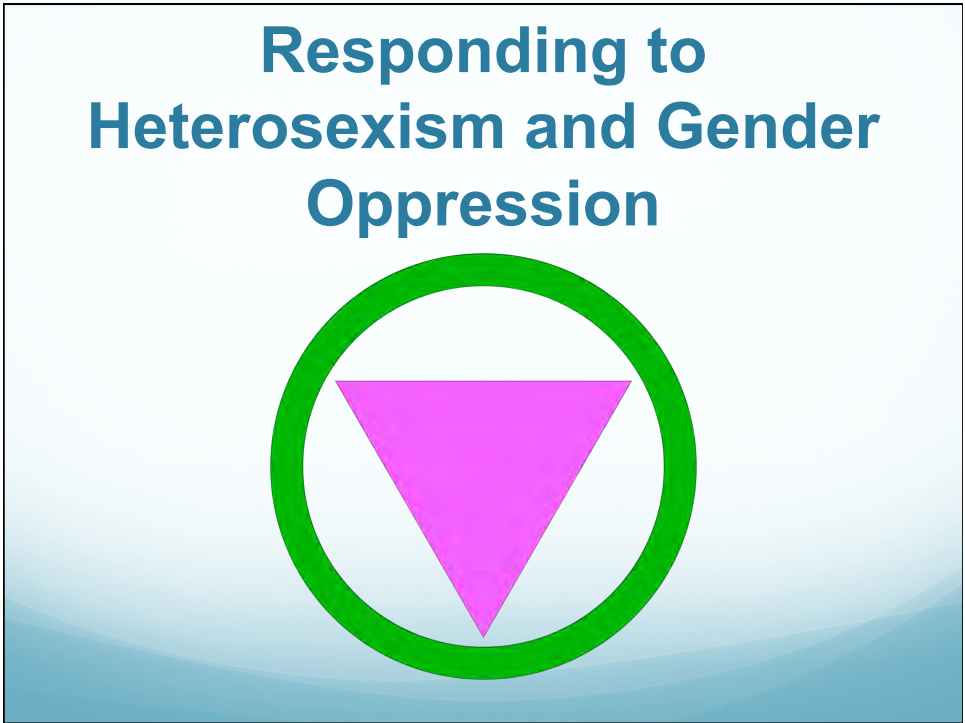 Responding to
Heterosexism and Gender
Oppression